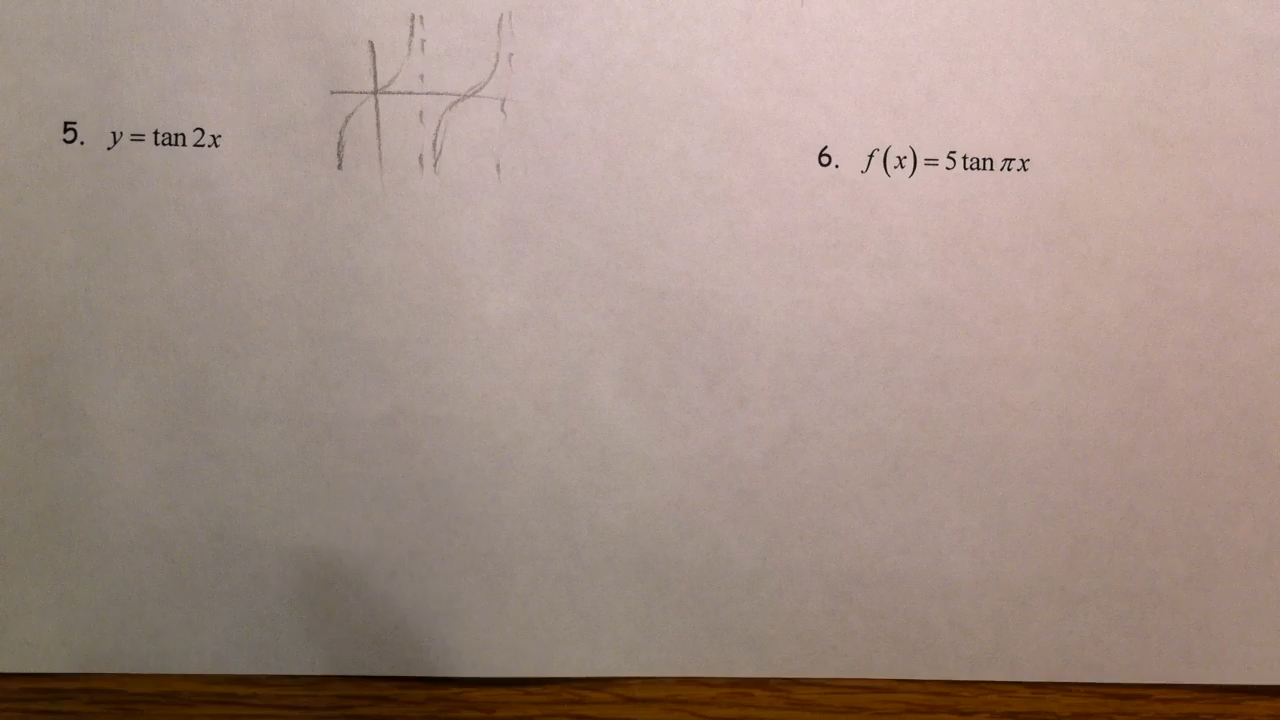 5. y = tan 2x
6. f(x) = 5 tan πx